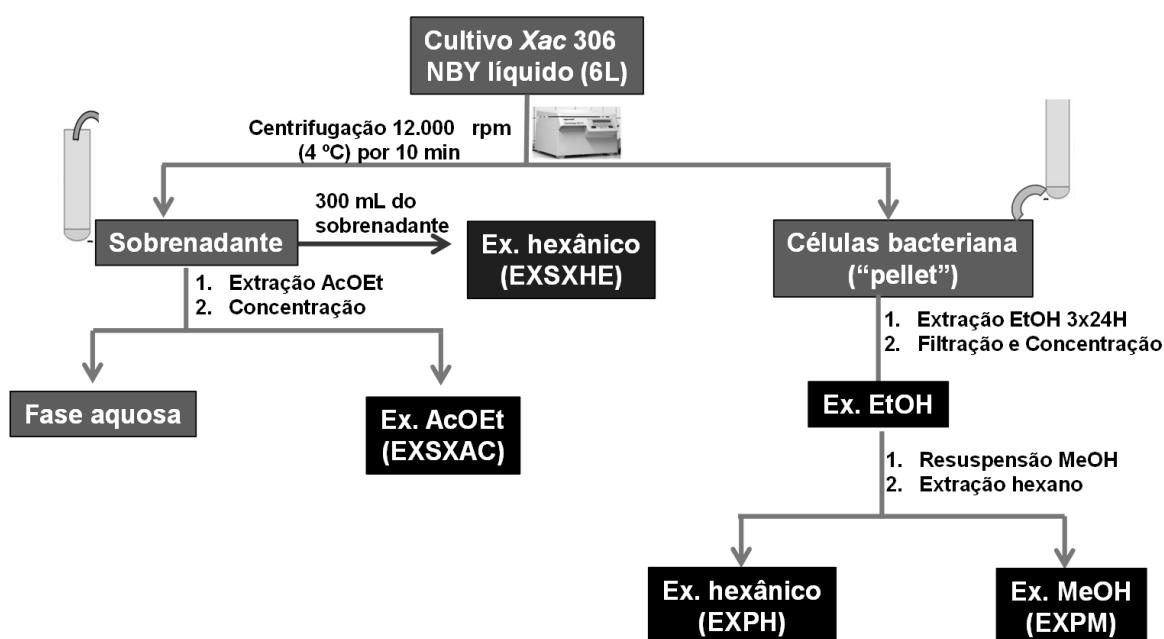 Cultivo Xac 306
NBY líquido (6L)
Centrifugação 12.000 rpm
(4 ºC) por 10 min
300 mL do
sobrenadante
Sobrenadante
Ex. hexânico
(EXSXHE)
Células bacteriana
(“pellet”)
1. Extração AcOEt
2. Concentração
1. Extração EtOH 3x24H
2. Filtração e Concentração
Fase aquosa
Ex. AcOEt
(EXSXAC)
Ex. EtOH
1. Resuspensão MeOH
2. Extração hexano
Ex. hexânico
(EXPH)
Ex. MeOH
(EXPM)